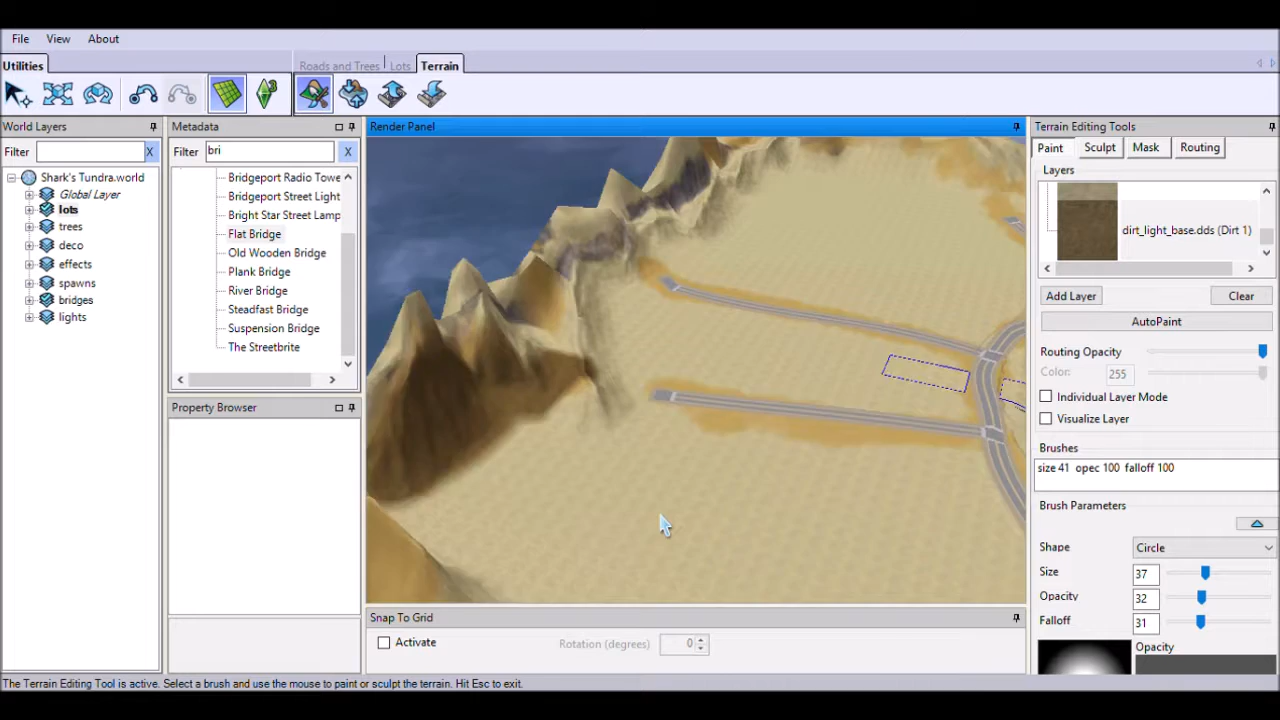 File View About
Utilities Roads and Trees Lots Terrain
World Layers
Filter X
Shark's Tundra.world
Global Layer
lots
trees
deco
effects
spawns
bridges
lights
Metadata
Filter bri X
Bridgeport Radio Towe
Bridgeport Street Light
Bright Star Street Lamp
Flat Bridge
Old Wooden Bridge
Plank Bridge
River Bridge
Steadfast Bridge
Suspension Bridge
The Streetbrite
Property Browser
Render Panel
Snap To Grid
Activate Rotation (degrees) 0
Terrain Editing Tools
Paint Sculpt Mask Routing
Layers
dirt_light_base.dds (Dirt 1)
Add Layer Clear
AutoPaint
Routing Opacity
Color: 255
Individual Layer Mode
Visualize Layer
Brushes
size 41 opec 100 falloff 100
Brush Parameters
Shape Circle
Size 37
Opacity 32
Falloff 31
Opacity
The Terrain Editing Tool is active. Select a brush and use the mouse to paint or sculpt the terrain. Hit Esc to exit.